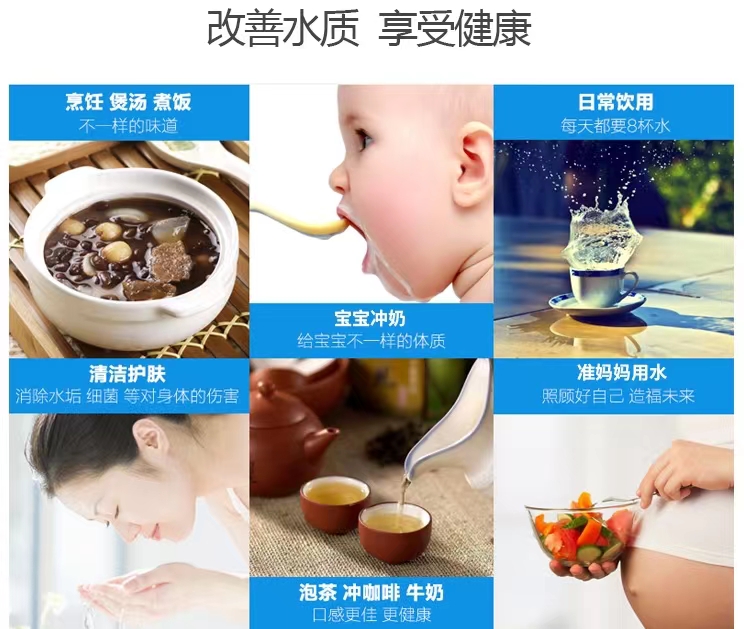 改善水质 享受健康
烹饪 煲汤 煮饭
不一样的味道
日常饮用
每天都要8杯水
宝宝冲奶
给宝宝不一样的体质
清洁护肤
消除水垢 细菌 等对身体的伤害
准妈妈用水
照顾好自己 造福未来
泡茶 冲咖啡 牛奶
口感更佳 更健康